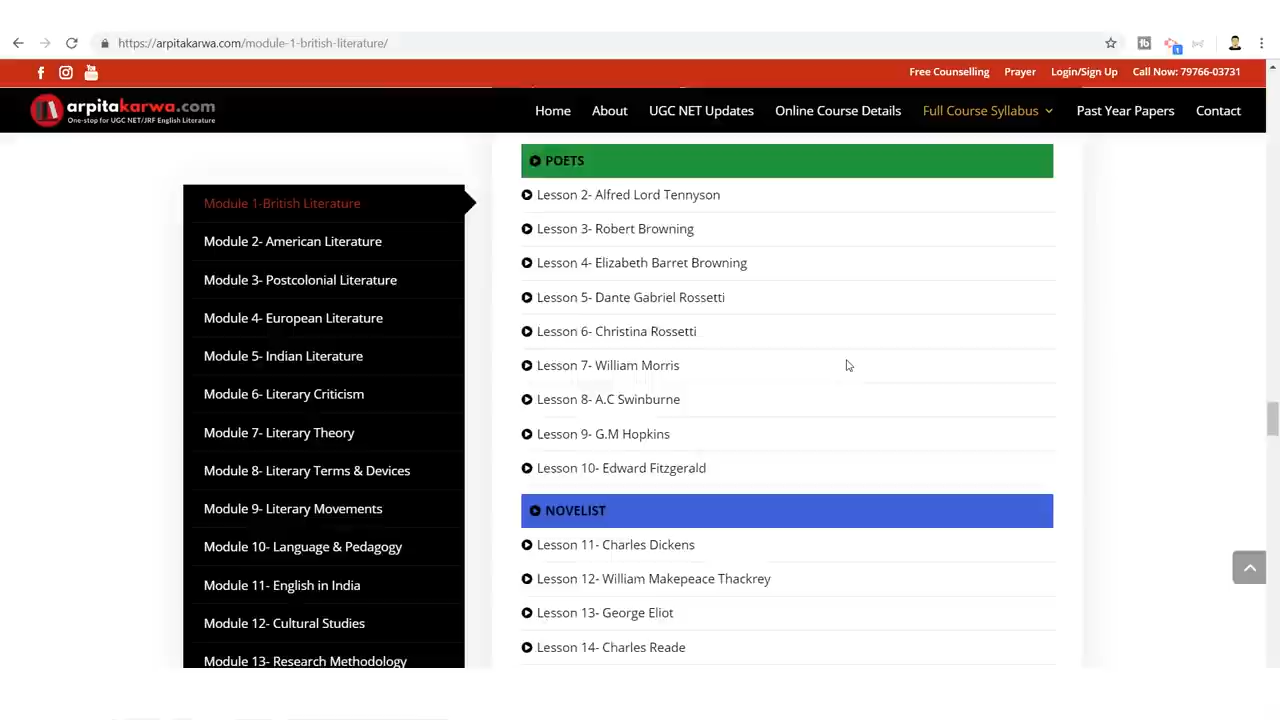 https://arpitakarwa.com/module-1-british-literature/
Free Counselling Prayer Login/Sign Up Call Now: 79766-03731
arpitakarwa.com
One-stop for UGC NET/JRF English Literature
Home About UGC NET Updates Online Course Details Full Course Syllabus Past Year Papers Contact
Module 1-British Literature
Module 2- American Literature
Module 3- Postcolonial Literature
Module 4- European Literature
Module 5- Indian Literature
Module 6- Literary Criticism
Module 7- Literary Theory
Module 8- Literary Terms & Devices
Module 9- Literary Movements
Module 10- Language & Pedagogy
Module 11- English in India
Module 12- Cultural Studies
Module 13- Research Methodology
POETS
Lesson 2- Alfred Lord Tennyson
Lesson 3- Robert Browning
Lesson 4- Elizabeth Barret Browning
Lesson 5- Dante Gabriel Rossetti
Lesson 6- Christina Rossetti
Lesson 7- William Morris
Lesson 8- A.C Swinburne
Lesson 9- G.M Hopkins
Lesson 10- Edward Fitzgerald
NOVELIST
Lesson 11- Charles Dickens
Lesson 12- William Makepeace Thackrey
Lesson 13- George Eliot
Lesson 14- Charles Reade